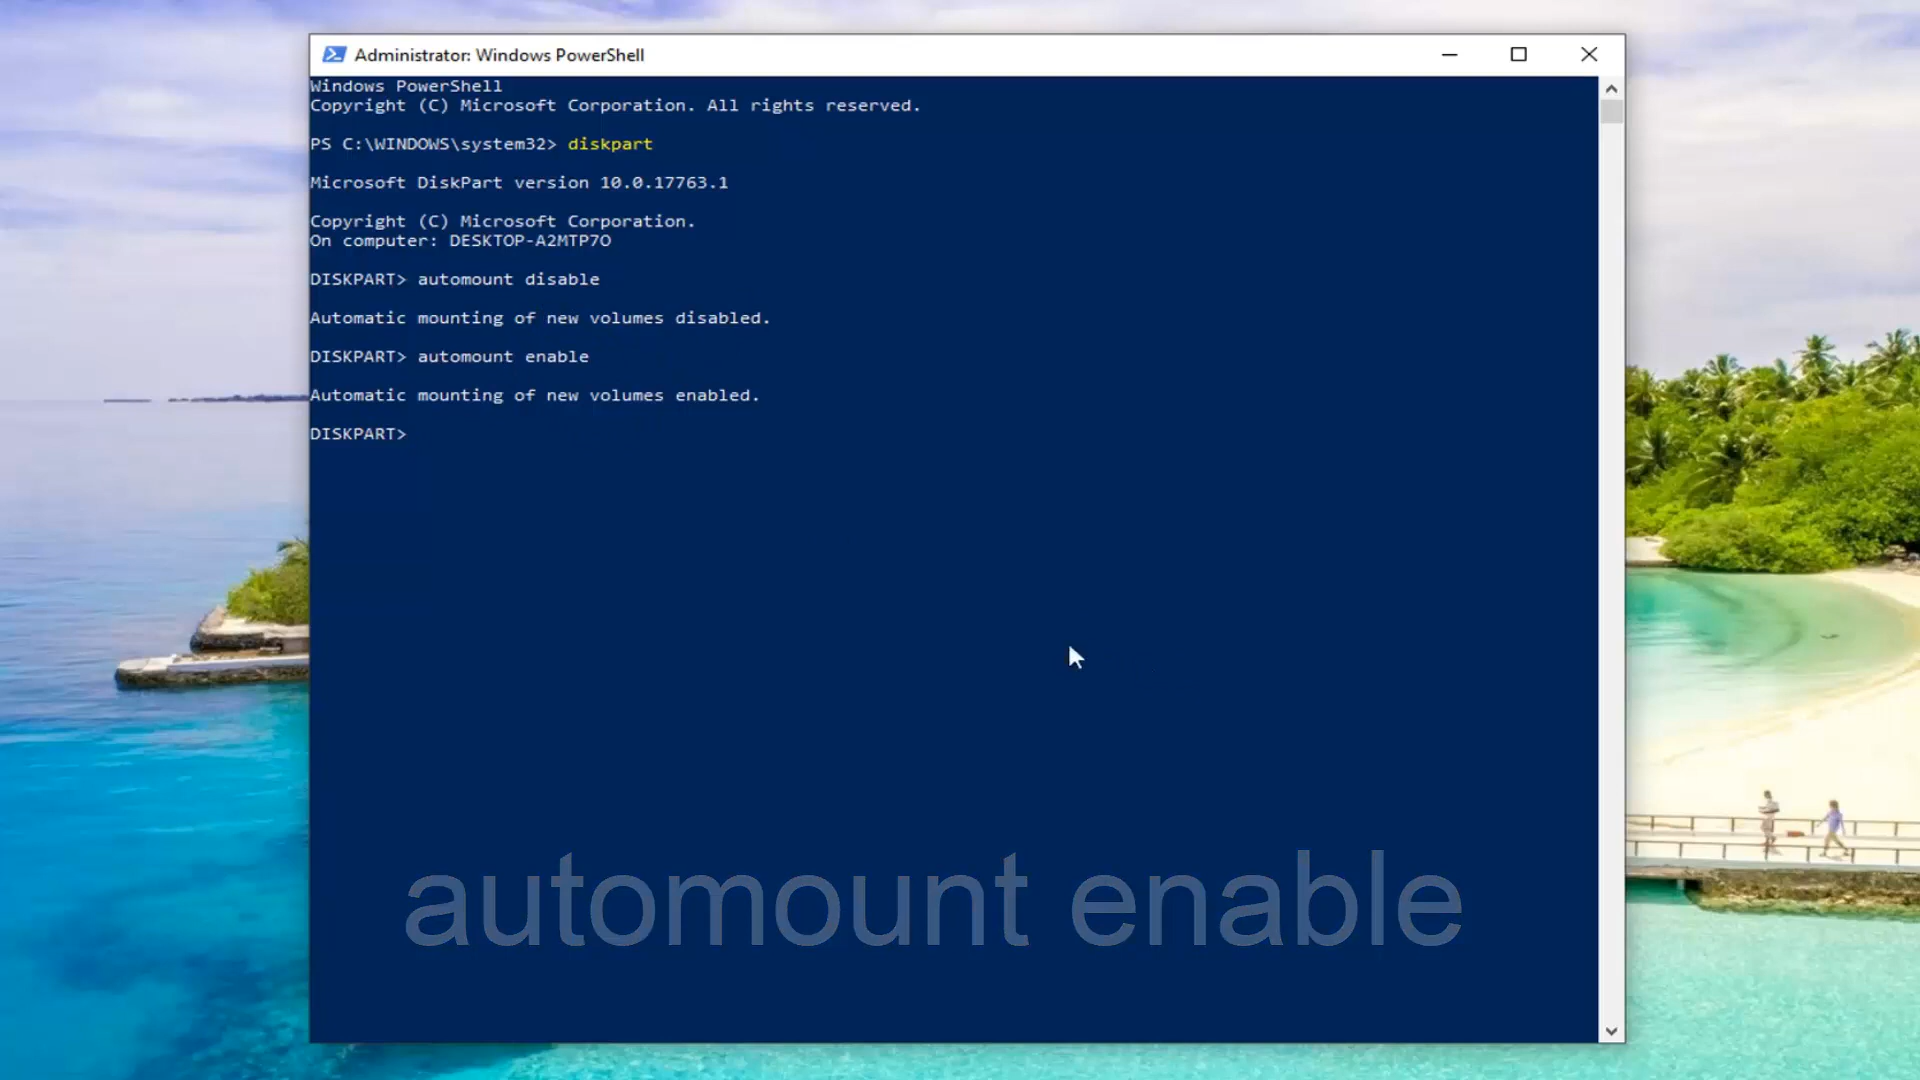 Administrator: Windows PowerShell
Windows PowerShell
Copyright (C) Microsoft Corporation. All rights reserved.
PS C:\WINDOWS\system32> diskpart
Microsoft DiskPart version 10.0.17763.1
Copyright (C) Microsoft Corporation.
On computer: DESKTOP-A2MTP7O
DISKPART> automount disable
Automatic mounting of new volumes disabled.
DISKPART> automount enable
Automatic mounting of new volumes enabled.
DISKPART>
automount enable